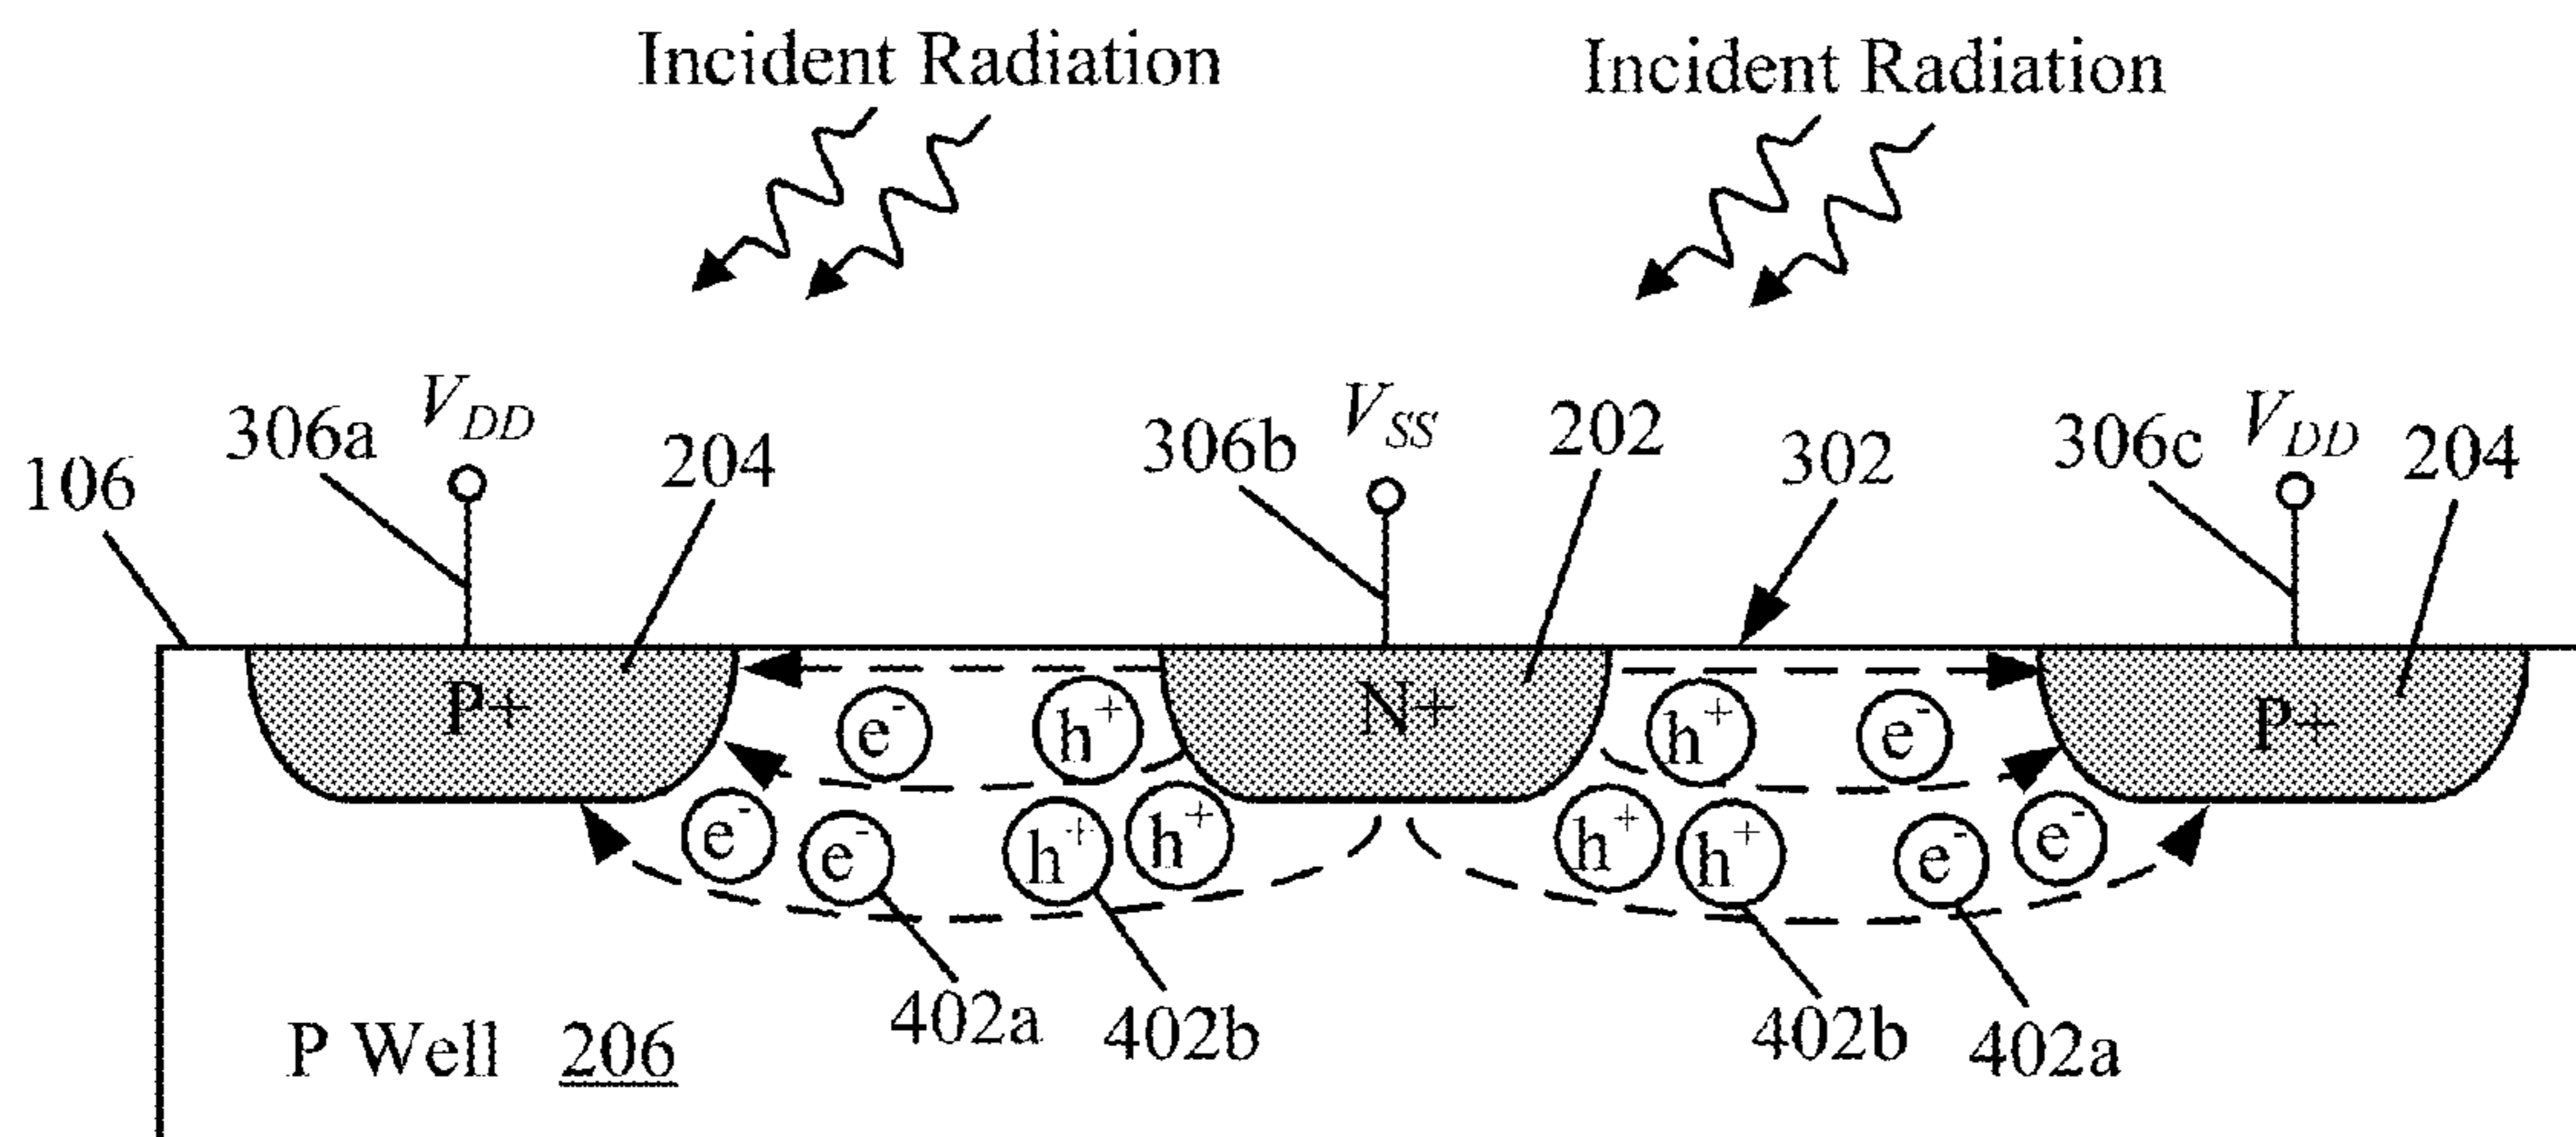 Incident Radiation Incident Radiation
306a V_DD 204 306b V_SS 202 302 306c V_DD 204
106
P+ N+ P+
e⁻ h⁺ h⁺ e⁻
e⁻ e⁻ h⁺ h⁺ h⁺ h⁺ e⁻ e⁻
402a 402b 402b 402a
P Well 206